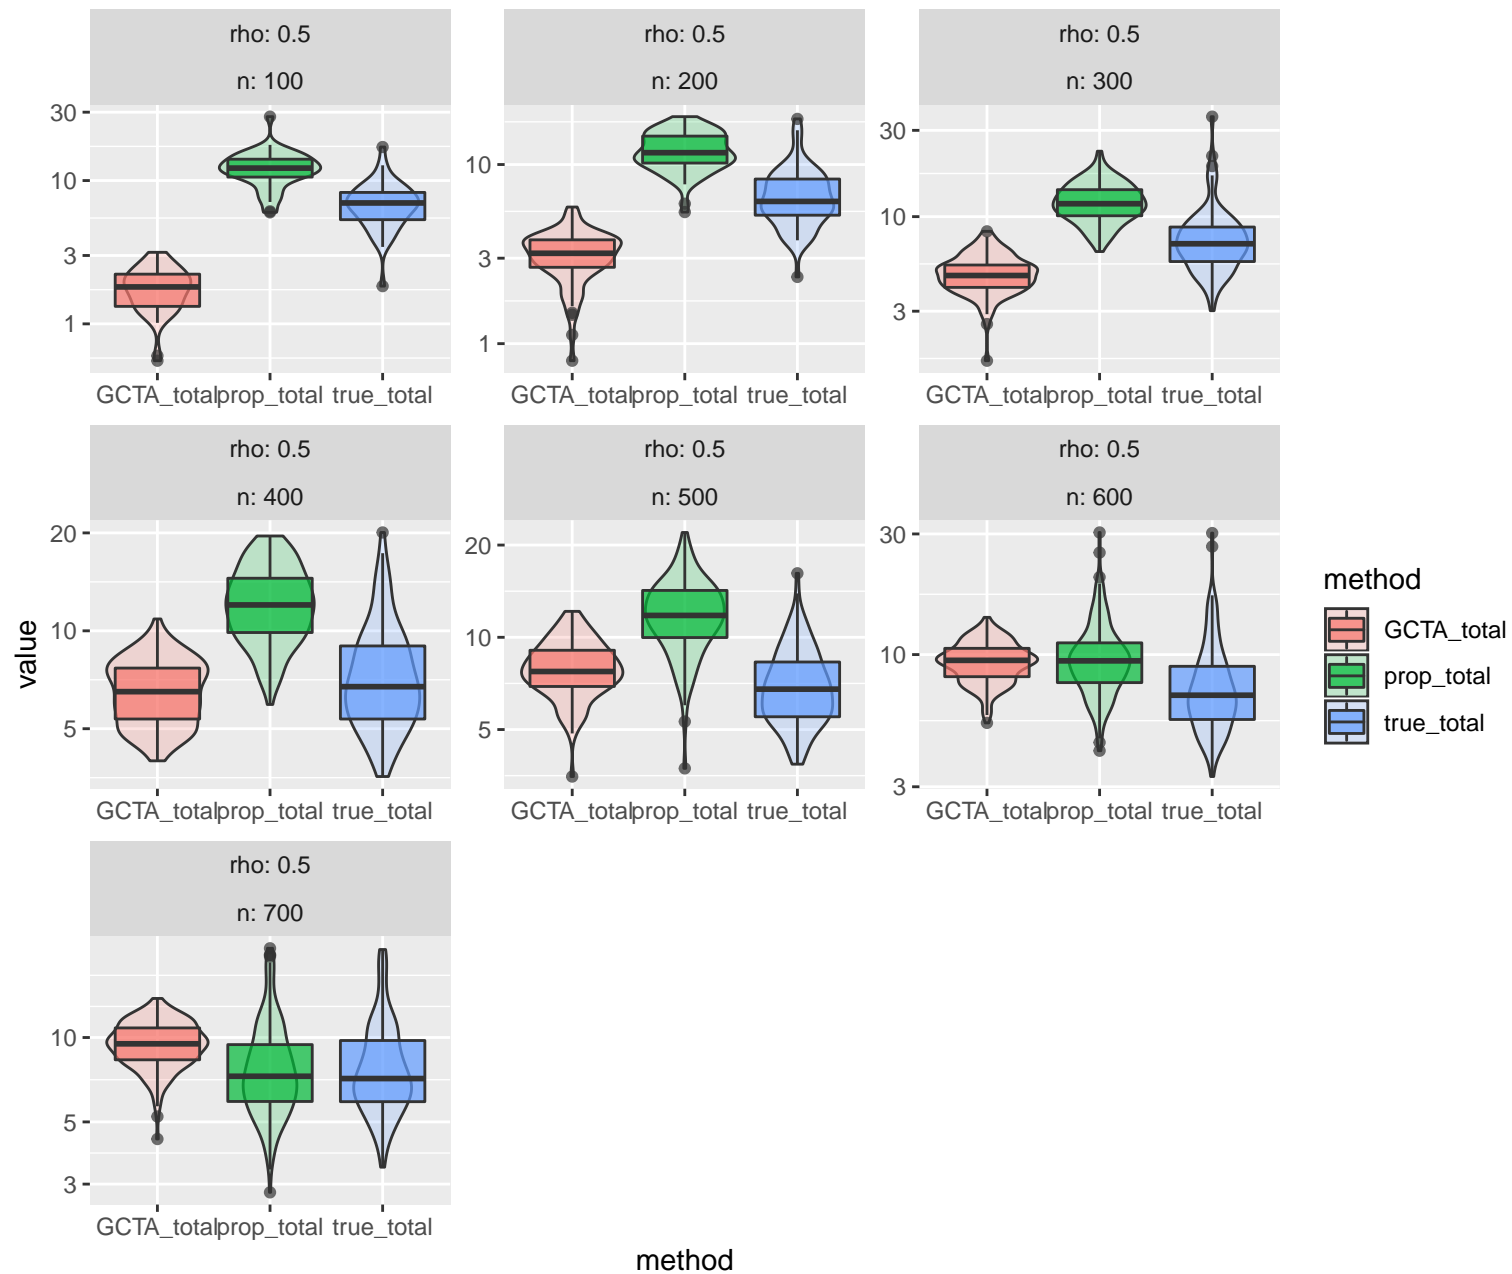 rho: 0.5
rho: 0.5
rho: 0.5
n: 100
n: 200
n: 300
30
10
3
1
10
3
1
30
10
3
GCTA_total prop_total true_total
GCTA_total prop_total true_total
GCTA_total prop_total true_total
rho: 0.5
rho: 0.5
rho: 0.5
n: 400
n: 500
n: 600
20
10
5
20
10
5
30
10
3
GCTA_total prop_total true_total
GCTA_total prop_total true_total
GCTA_total prop_total true_total
rho: 0.5
n: 700
10
5
3
GCTA_total prop_total true_total
value
method
method
GCTA_total
prop_total
true_total